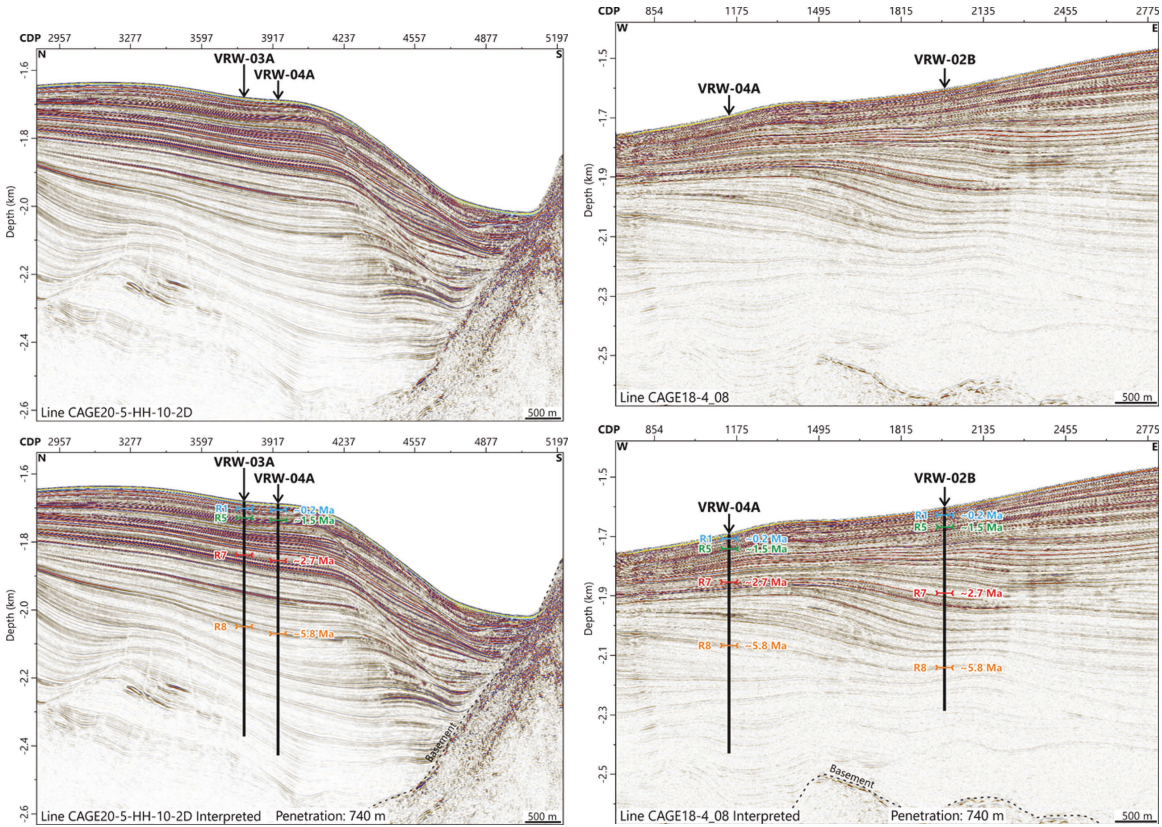 CDP 2957 3277 3597 3917 4237 4557 4877 5197
N S
VRW-03A
VRW-04A
Depth (km)
-1.6
-1.8
-2.0
-2.2
-2.4
-2.6
Line CAGE20-5-HH-10-2D
500 m
CDP 854 1175 1495 1815 2135 2455 2775
W E
VRW-02B
VRW-04A
Depth (km)
-1.5
-1.7
-1.9
-2.1
-2.3
-2.5
Line CAGE18-4_08
500 m
CDP 2957 3277 3597 3917 4237 4557 4877 5197
N S
VRW-03A
VRW-04A
R1 ~0.2 Ma
R5 ~1.5 Ma
R7 ~2.7 Ma
R8 ~5.8 Ma
Depth (km)
-1.6
-1.8
-2.0
-2.2
-2.4
-2.6
Basement
Line CAGE20-5-HH-10-2D Interpreted Penetration: 740 m
500 m
CDP 854 1175 1495 1815 2135 2455 2775
W E
VRW-02B
VRW-04A
R1 ~0.2 Ma
R5 ~1.5 Ma
R7 ~2.7 Ma
R8 ~5.8 Ma
R1 ~0.2 Ma
R5 ~1.5 Ma
R7 ~2.7 Ma
R8 ~5.8 Ma
Depth (km)
-1.5
-1.7
-1.9
-2.1
-2.3
-2.5
Basement
Line CAGE18-4_08 Interpreted Penetration: 740 m
500 m